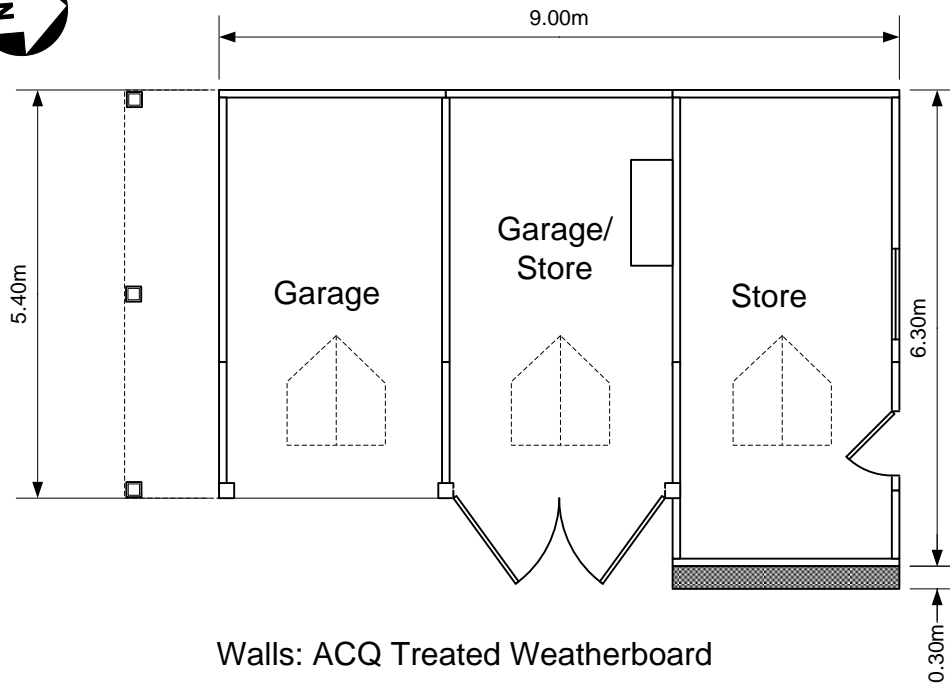 N
9.00m
5.40m
Garage/
Store
Garage
Store
6.30m
0.30m
Walls: ACQ Treated Weatherboard